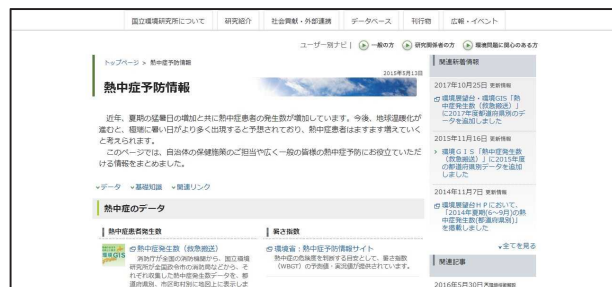 国立環境研究所について
研究紹介
社会貢献・外部連携
データベース
刊行物
広報・イベント
ユーザー別ナビ | 一般の方 研究関係者の方 環境問題に関心のある方
トップページ > 熱中症予防情報
2015年5月13日
熱中症予防情報
近年、夏期の猛暑日の増加と共に熱中症患者の発生数が増加しています。今後、地球温暖化が
進むと、極端に暑い日がより多く出現すると予想されており、熱中症患者はますます増えていく
と考えられます。
このページでは、自治体の保健施策のご担当や広く一般の皆様の熱中症予防にお役立ていただ
ける情報をまとめました。
データ 基礎知識 関連リンク
熱中症のデータ
熱中症患者発生数
熱中症発生数（救急搬送）
消防庁が全国の消防機関から、国立環境
研究所が全国政令市の消防局などから、そ
れぞれ収集した熱中症発生数データを、都
道府県別、市区町村別に地図上に表示しま
環境GIS
暑さ指数
環境省：熱中症予防情報サイト
熱中症の危険度を判断する目安として、暑さ指数
（WBGT）の予測値・実況値が提供されています。
関連新着情報
2017年10月25日 更新情報
環境展望台・環境GIS「熱
中症発生数（救急搬送）」
に2017年度都道府県別のデ
ータを追加しました
2015年11月16日 更新情報
環境ＧＩＳ「熱中症発生数
（救急搬送）」に2015年度
の都道府県別データを追加
しました
2014年11月7日 更新情報
環境展望台ＨＰにおいて、
「2014年夏期(6～9月)の熱
中症発生数(都道府県別)」
を掲載しました
全てを見る
関連記事
2016年5月30日